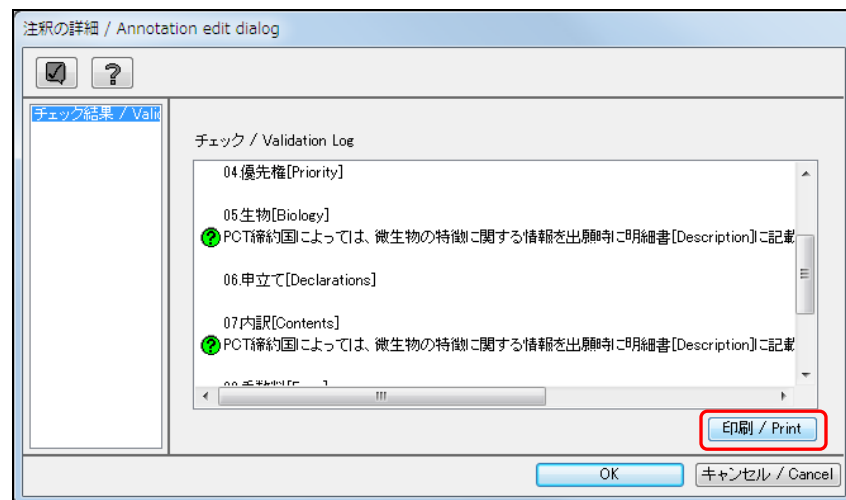 注釈の詳細 / Annotation edit dialog
チェック結果 / Valid
チェック / Validation Log
04.優先権[Priority]
05.生物[Biology]
PCT締約国によっては、微生物の特徴に関する情報を出願時に明細書[Description]に記載
06.申立て[Declarations]
07.内訳[Contents]
PCT締約国によっては、微生物の特徴に関する情報を出願時に明細書[Description]に記載
印刷 / Print
OK
キャンセル / Cancel